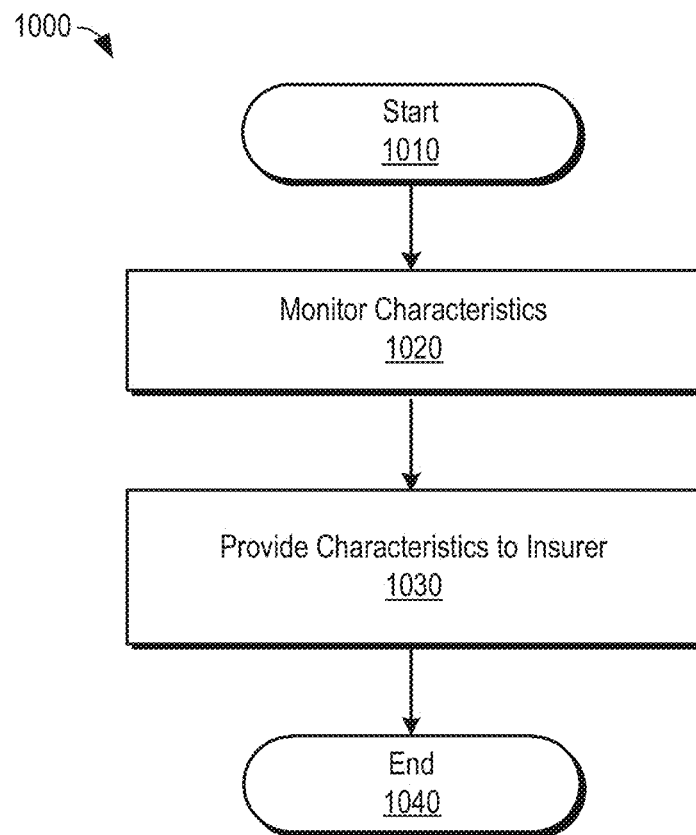 1000
Start
1010
Monitor Characteristics
1020
Provide Characteristics to Insurer
1030
End
1040